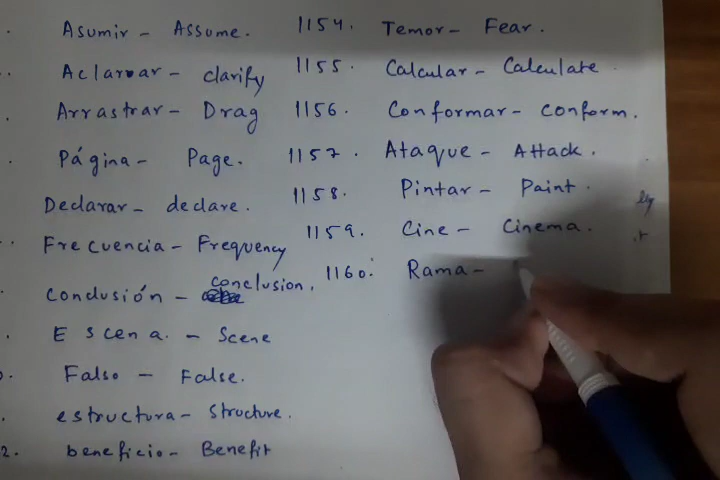 Asumir - Assume.
Aclarar - clarify
Arrastrar - Drag
Página - Page.
Declarar - declare.
Frecuencia - Frequency
conclusión - conclusion.
Escena. - Scene
Falso - False.
estructura - Structure.
2. beneficio - Benefit
1154. Temor - Fear.
1155. Calcular - Calculate
1156. Conformar - conform.
1157. Ataque - Attack.
1158. Pintar - Paint.
1159. Cine - Cinema.
1160. Rama -